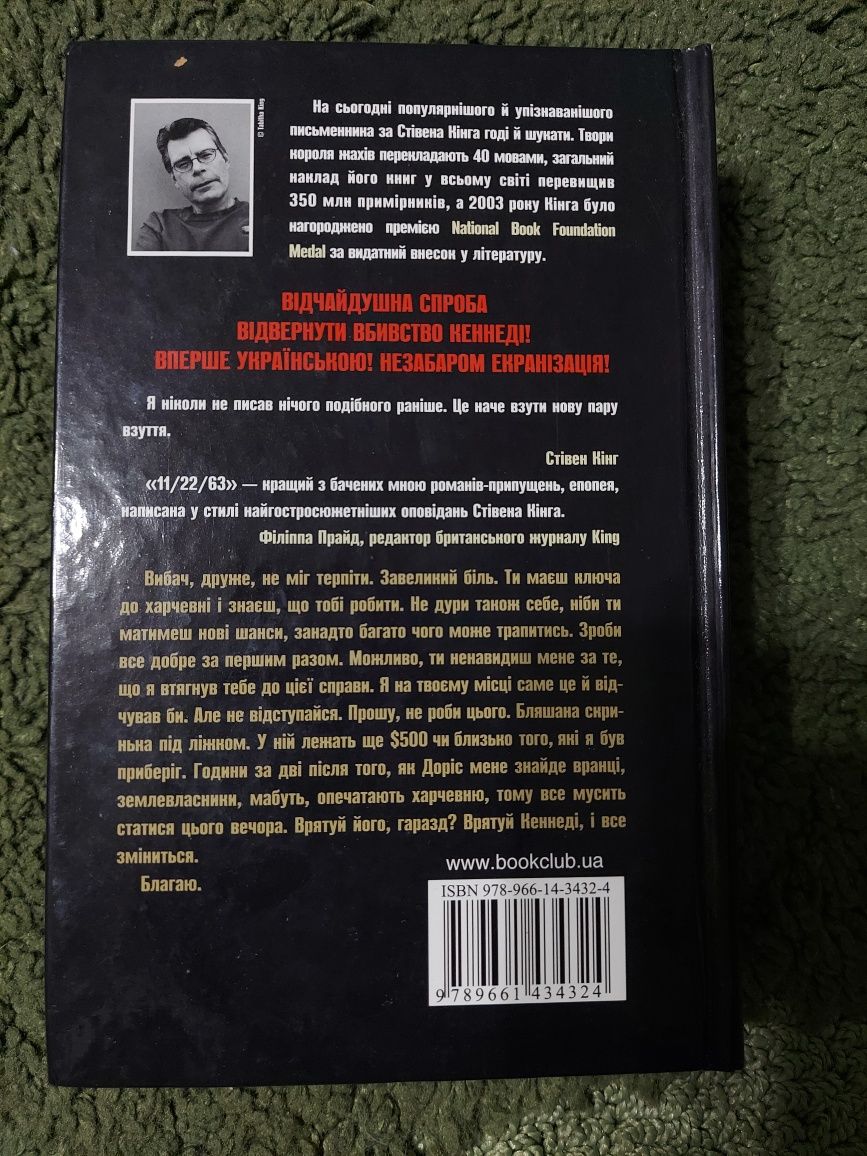 © Tabitha King
На сьогодні популярнішого й упізнаванішого
письменника за Стівена Кінга годі й шукати. Твори
короля жахів перекладають 40 мовами, загальний
наклад його книг у всьому світі перевищив
350 млн примірників, а 2003 року Кінга було
нагороджено премією National Book Foundation
Medal за видатний внесок у літературу.
ВІДЧАЙДУШНА СПРОБА
ВІДВЕРНУТИ ВБИВСТВО КЕННЕДІ!
ВПЕРШЕ УКРАЇНСЬКОЮ! НЕЗАБАРОМ ЕКРАНІЗАЦІЯ!
Я ніколи не писав нічого подібного раніше. Це наче взути нову пару
взуття.
Стівен Кінг
«11/22/63» — кращий з бачених мною романів-припущень, епопея,
написана у стилі найгостросюжетніших оповідань Стівена Кінга.
Філіппа Прайд, редактор британського журналу King
Вибач, друже, не міг терпіти. Завеликий біль. Ти маєш ключа
до харчевні і знаєш, що тобі робити. Не дури також себе, ніби ти
матимеш нові шанси, занадто багато чого може трапитись. Зроби
все добре за першим разом. Можливо, ти ненавидиш мене за те,
що я втягнув тебе до цієї справи. Я на твоєму місці саме це й від-
чував би. Але не відступайся. Прошу, не роби цього. Бляшана скри-
нька під ліжком. У ній лежать ще $500 чи близько того, які я був
приберіг. Години за дві після того, як Доріс мене знайде вранці,
землевласнини, мабуть, опечатають харчевню, тому все мусить
статися цього вечора. Врятуй його, гаразд? Врятуй Кеннеді, і все
зміниться.
Благаю.
www.bookclub.ua
ISBN 978-966-14-3432-4
9 789661 434324